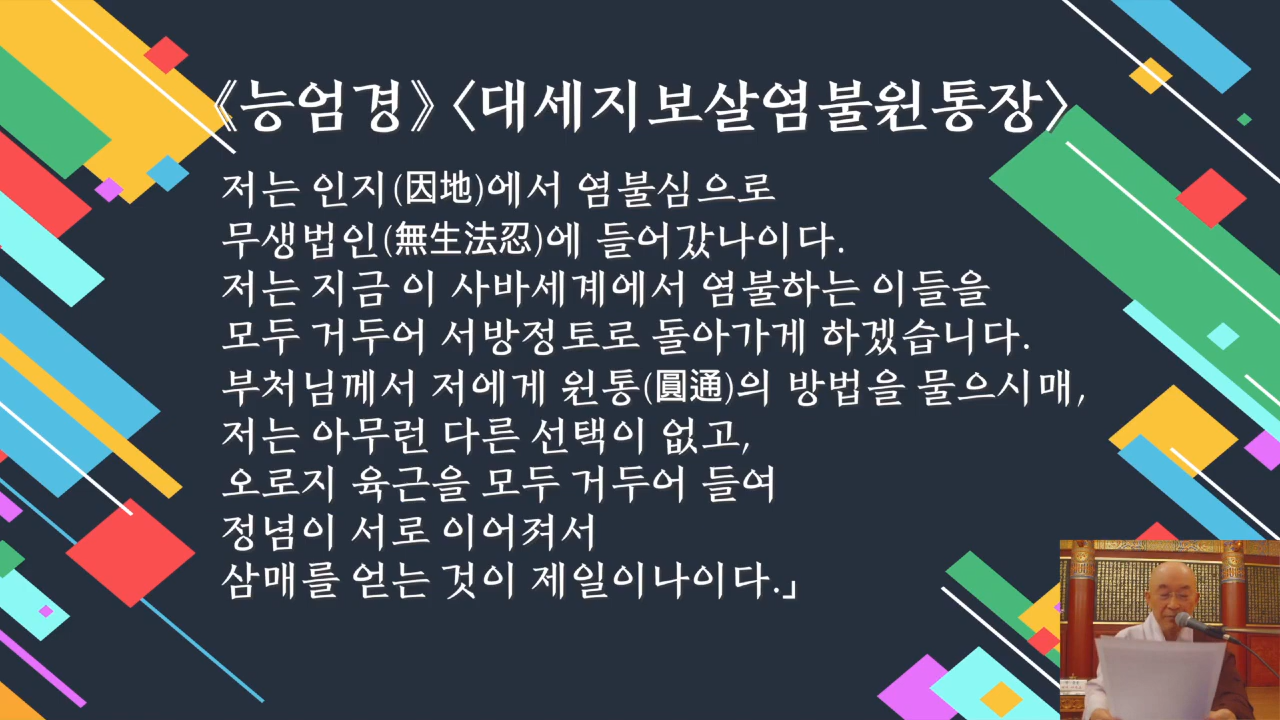 《능엄경》〈대세지보살염불원통장〉
저는 인지(因地)에서 염불심으로
무생법인(無生法忍)에 들어갔나이다.
저는 지금 이 사바세계에서 염불하는 이들을
모두 거두어 서방정토로 돌아가게 하겠습니다.
부처님께서 저에게 원통(圓通)의 방법을 물으시매,
저는 아무런 다른 선택이 없고,
오로지 육근을 모두 거두어 들여
정념이 서로 이어져서
삼매를 얻는 것이 제일이나이다.」